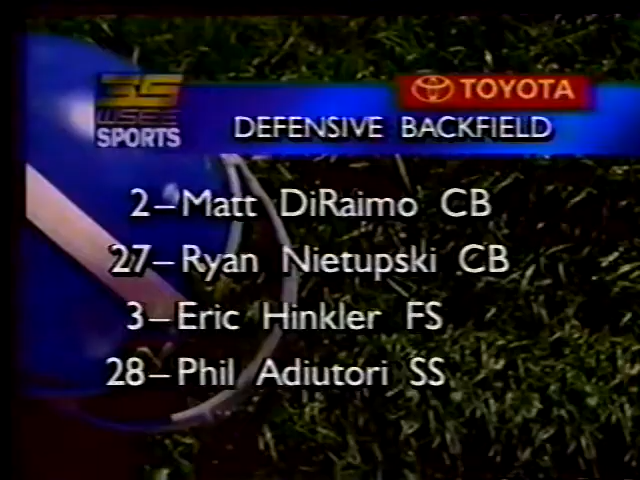 35
WSEE
SPORTS
TOYOTA
DEFENSIVE BACKFIELD
2–Matt DiRaimo CB
27–Ryan Nietupski CB
3–Eric Hinkler FS
28–Phil Adiutori SS